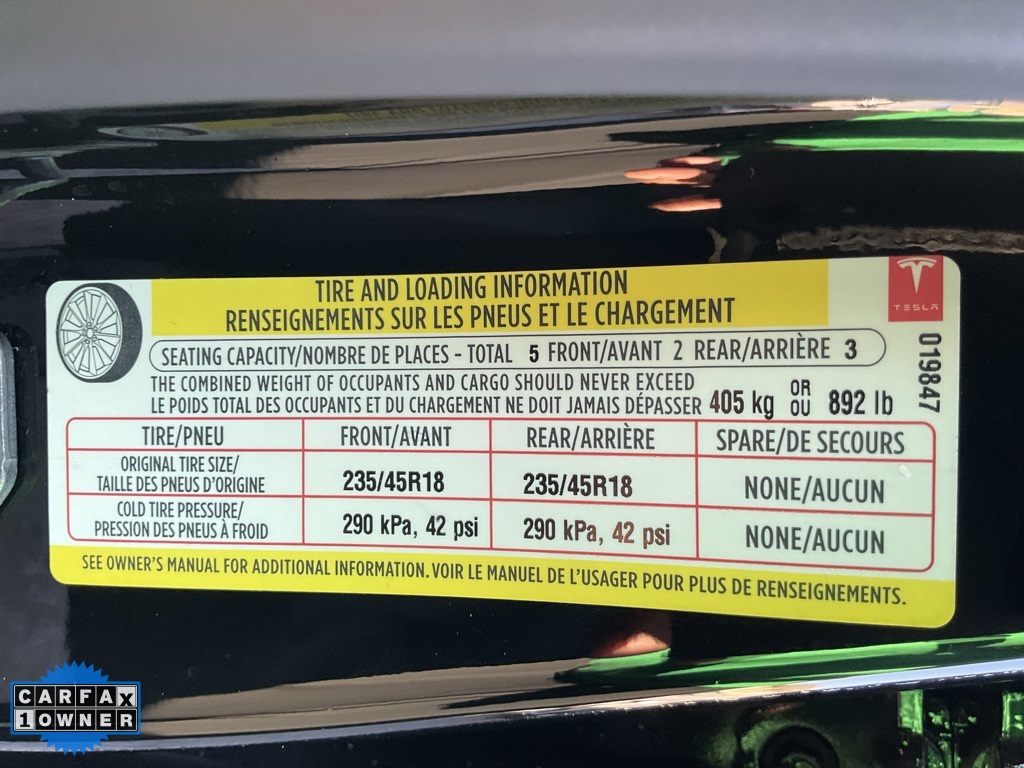 TIRE AND LOADING INFORMATION
RENSEIGNEMENTS SUR LES PNEUS ET LE CHARGEMENT
TESLA
SEATING CAPACITY/NOMBRE DE PLACES - TOTAL 5 FRONT/AVANT 2 REAR/ARRIÈRE 3
THE COMBINED WEIGHT OF OCCUPANTS AND CARGO SHOULD NEVER EXCEED
LE POIDS TOTAL DES OCCUPANTS ET DU CHARGEMENT NE DOIT JAMAIS DÉPASSER 405 kg OR OU 892 lb
019847
TIRE/PNEU FRONT/AVANT REAR/ARRIÈRE SPARE/DE SECOURS
ORIGINAL TIRE SIZE/
TAILLE DES PNEUS D'ORIGINE 235/45R18 235/45R18 NONE/AUCUN
COLD TIRE PRESSURE/
PRESSION DES PNEUS À FROID 290 kPa, 42 psi 290 kPa, 42 psi NONE/AUCUN
SEE OWNER'S MANUAL FOR ADDITIONAL INFORMATION. VOIR LE MANUEL DE L'USAGER POUR PLUS DE RENSEIGNEMENTS.
CARFAX
1 OWNER